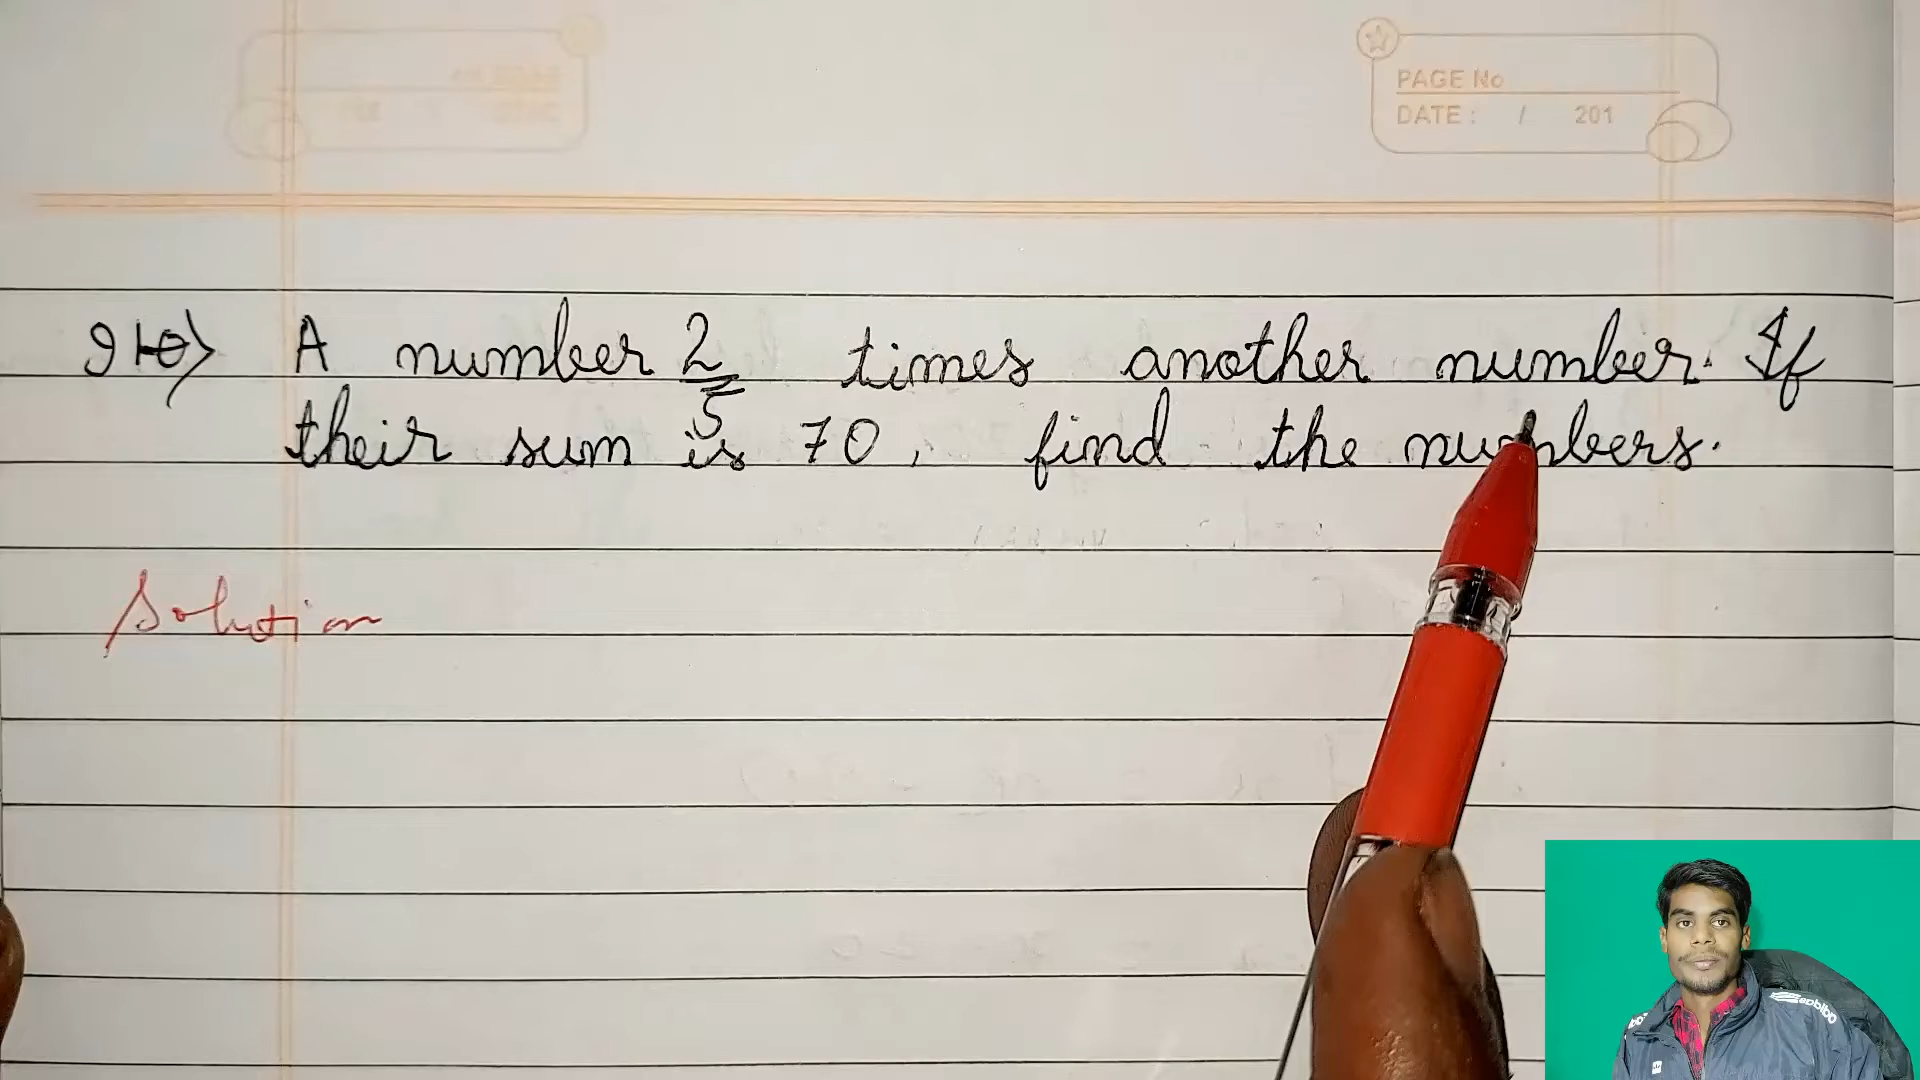 PAGE No
DATE : / 201
A number 2/5 times another number. If
their sum is 70, find the numbers.
Solution
adidas